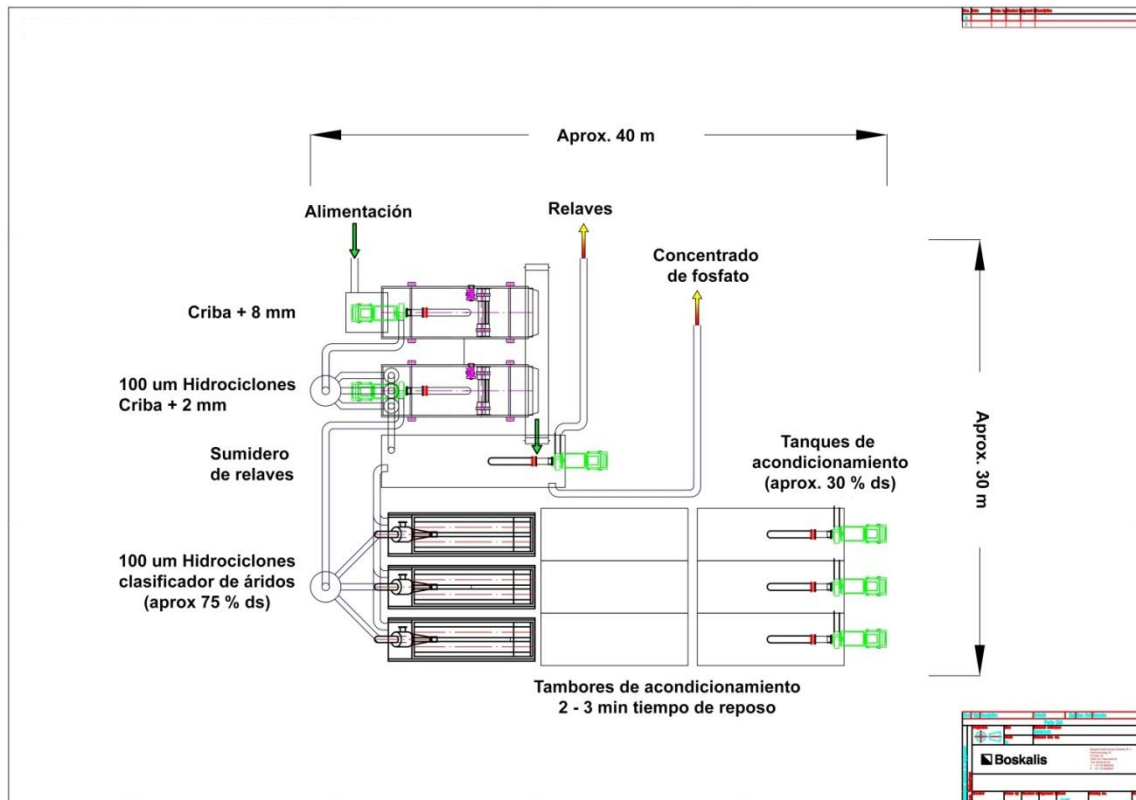 Aprox. 40 m
Alimentación
Relaves
Concentrado
de fosfato
Criba + 8 mm
100 um Hidrociclones
Criba + 2 mm
Sumidero
de relaves
Tanques de
acondicionamiento
(aprox. 30 % ds)
Aprox. 30 m
100 um Hidrociclones
clasificador de áridos
(aprox 75 % ds)
Tambores de acondicionamiento
2 - 3 min tiempo de reposo
Boskalis